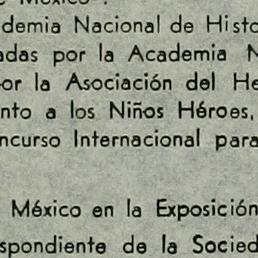 México".
demia Nacional de Histo
adas por la Academia N
or la Asociación del He
nto a los Niños Héroes,
ncurso Internacional para
México en la Exposición
spondiente de la Socied